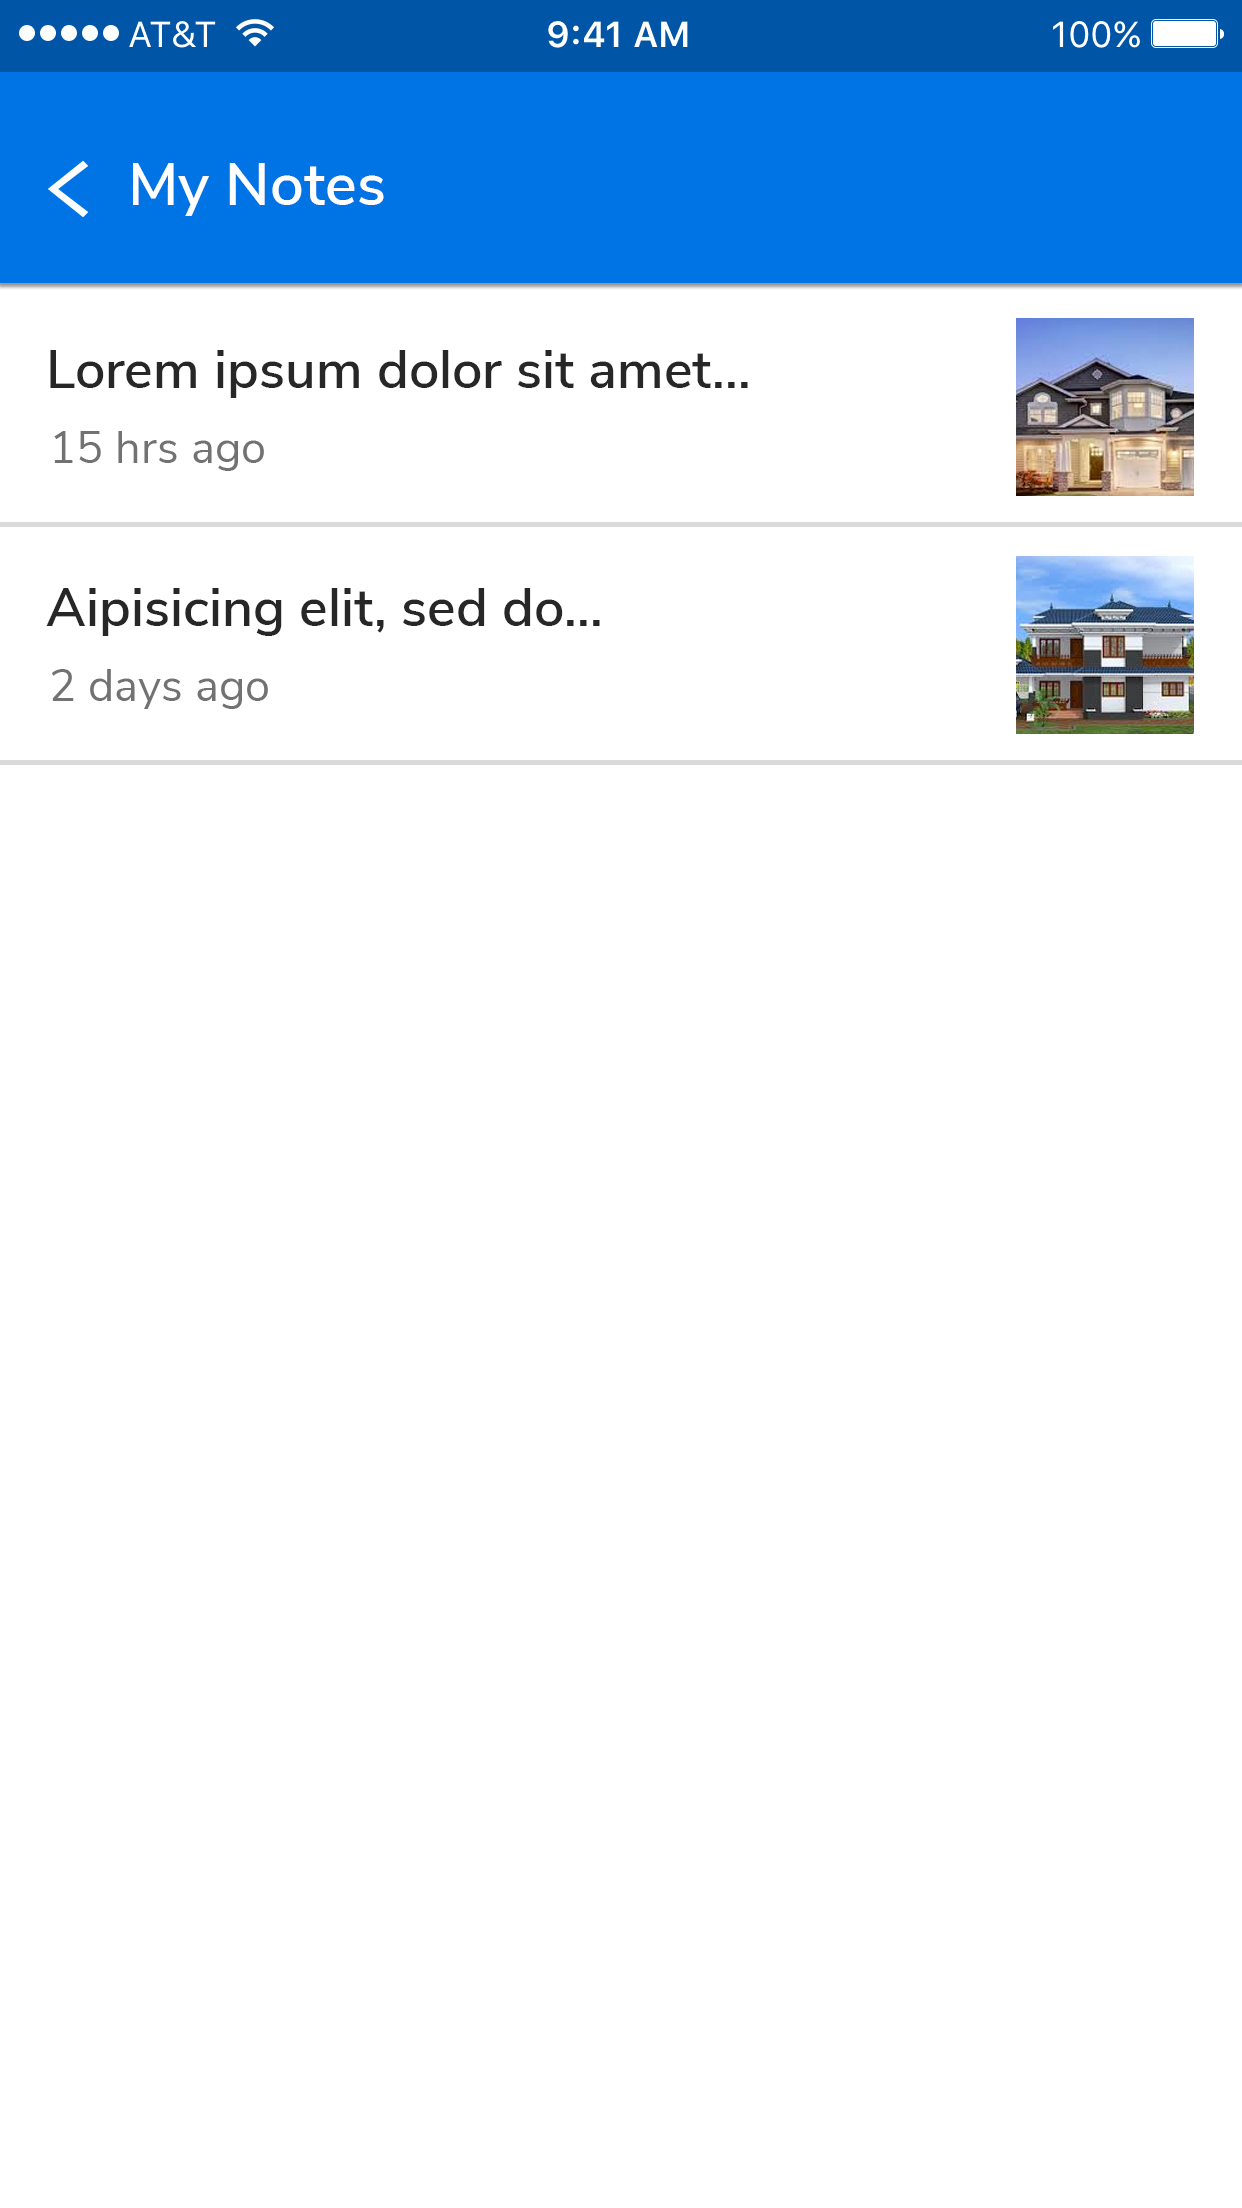 AT&T 9:41 AM 100%
My Notes
Lorem ipsum dolor sit amet...
15 hrs ago
Aipisicing elit, sed do...
2 days ago